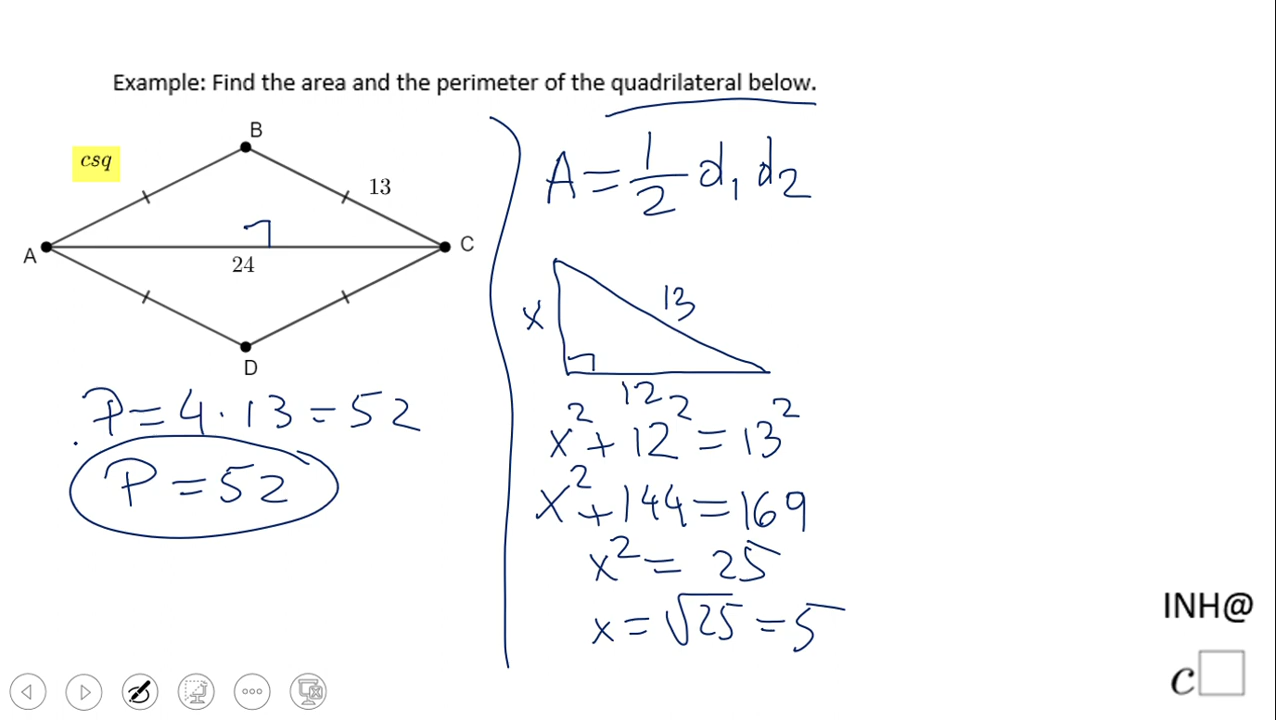 Example: Find the area and the perimeter of the quadrilateral below.
csq
B
13
A
C
24
D
P = 4 · 13 = 52
P = 52
A = 1/2 d₁ d₂
x
13
12
x² + 12² = 13²
x² + 144 = 169
x² = 25
x = √25 = 5
INH@
c